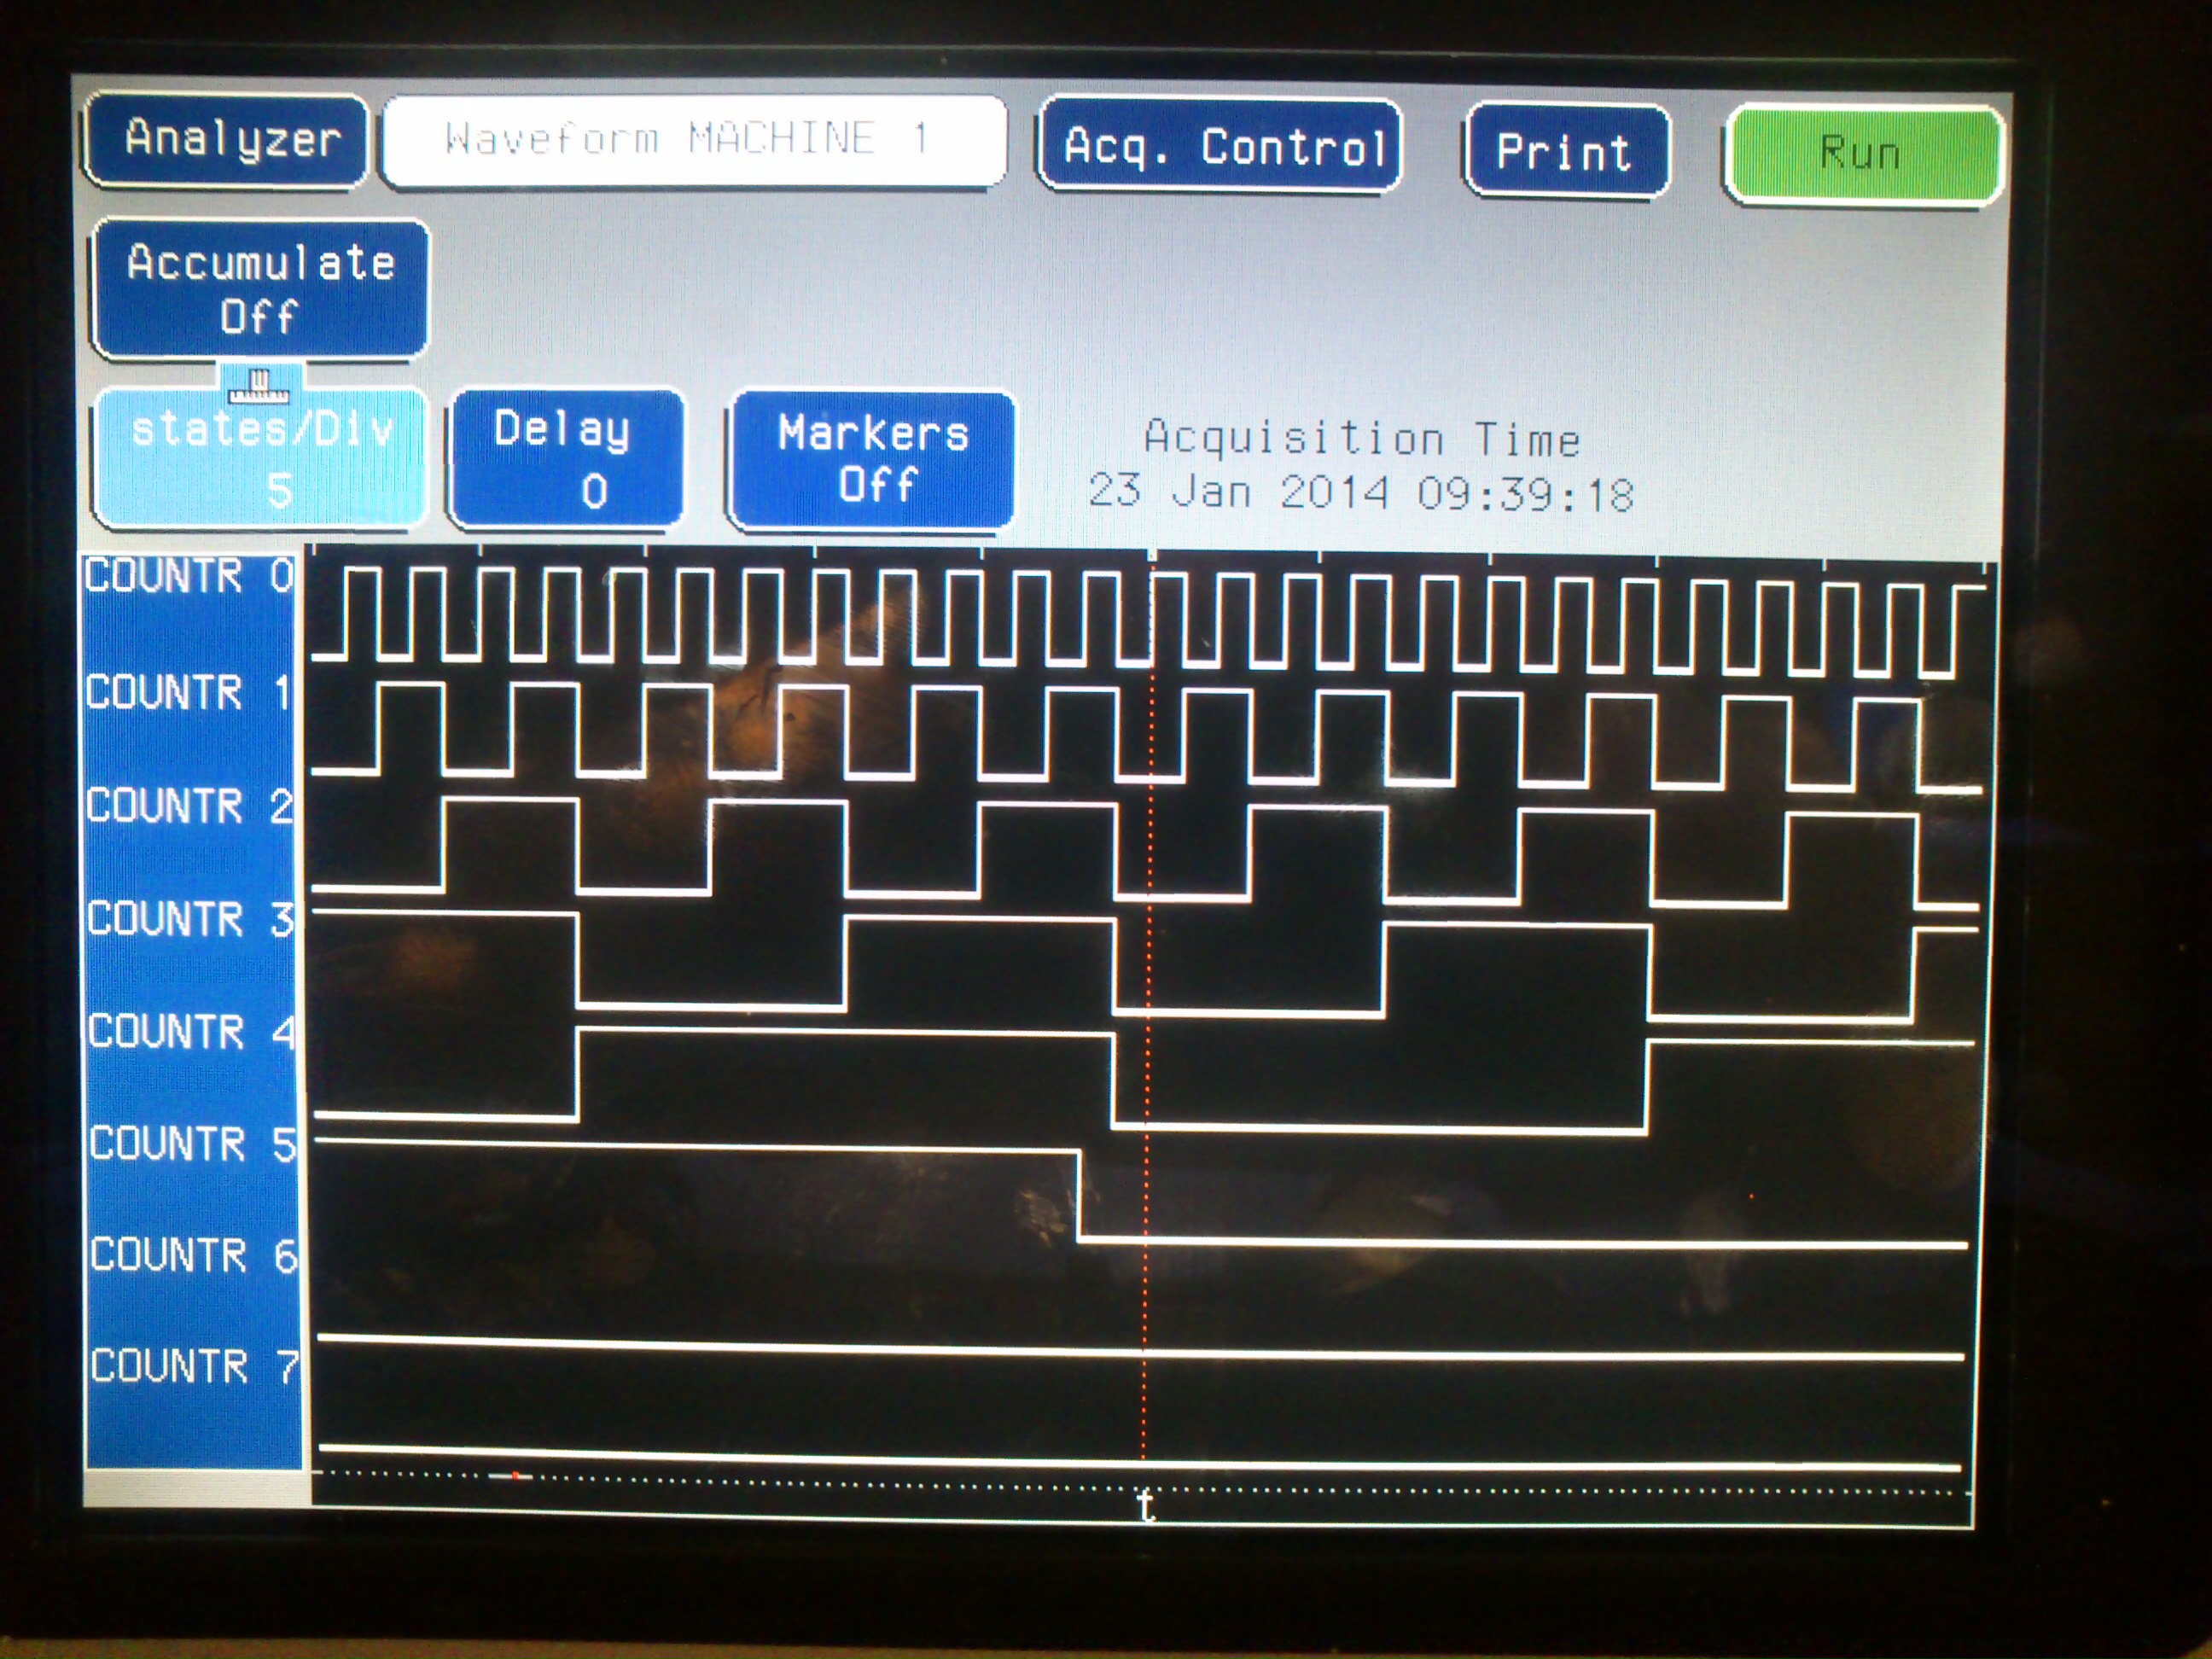 Analyzer
Waveform MACHINE 1
Acq. Control
Print
Run
Accumulate
Off
states/Div
5
Delay
0
Markers
Off
Acquisition Time
23 Jan 2014 09:39:18
COUNTR 0
COUNTR 1
COUNTR 2
COUNTR 3
COUNTR 4
COUNTR 5
COUNTR 6
COUNTR 7
t